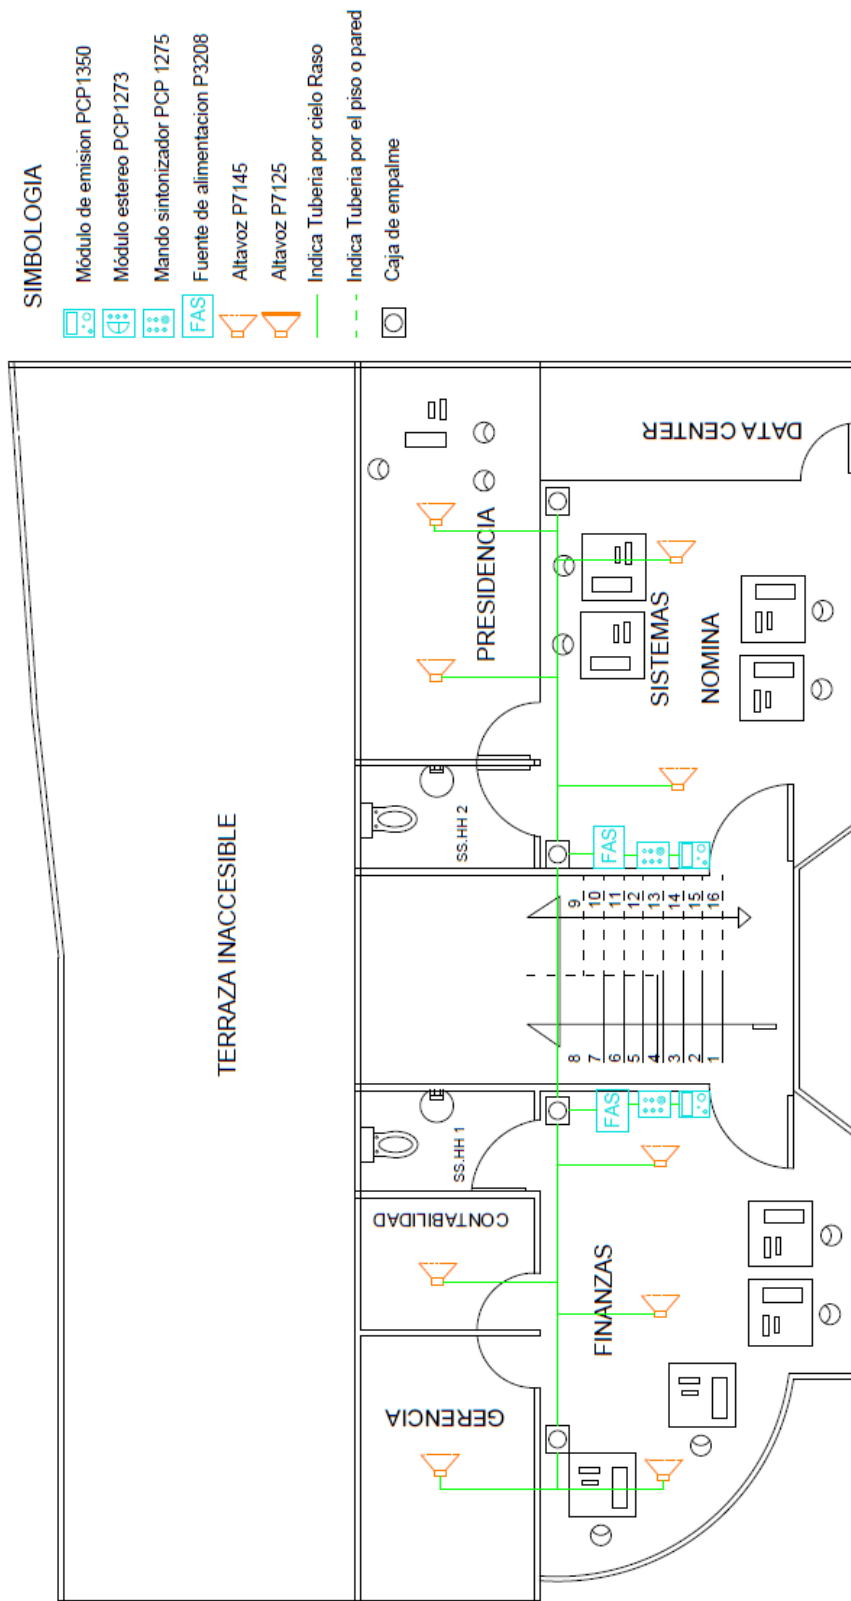 SIMBOLOGIA
Módulo de emision PCP1350
Módulo estereo PCP1273
Mando sintonizador PCP 1275
FAS Fuente de alimentacion P3208
Altavoz P7145
Altavoz P7125
Indica Tuberia por cielo Raso
Indica Tuberia por el piso o pared
Caja de empalme
TERRAZA INACCESIBLE
GERENCIA
CONTABILIDAD
SS.HH 1
SS.HH 2
PRESIDENCIA
FINANZAS
FAS
8
7
6
5
4
3
2
1
9
10
11
12
13
14
15
16
FAS
SISTEMAS
NOMINA
DATA CENTER